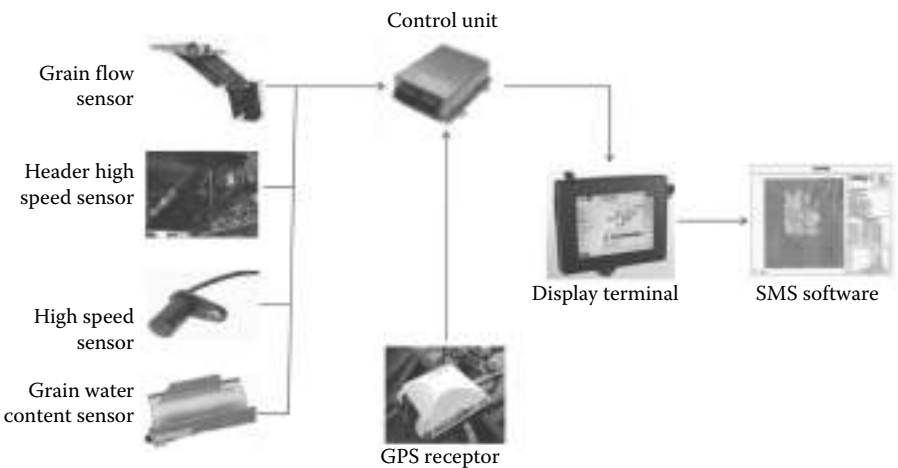 Control unit
Grain flow
sensor
Header high
speed sensor
High speed
sensor
Grain water
content sensor
GPS receptor
Display terminal
SMS software